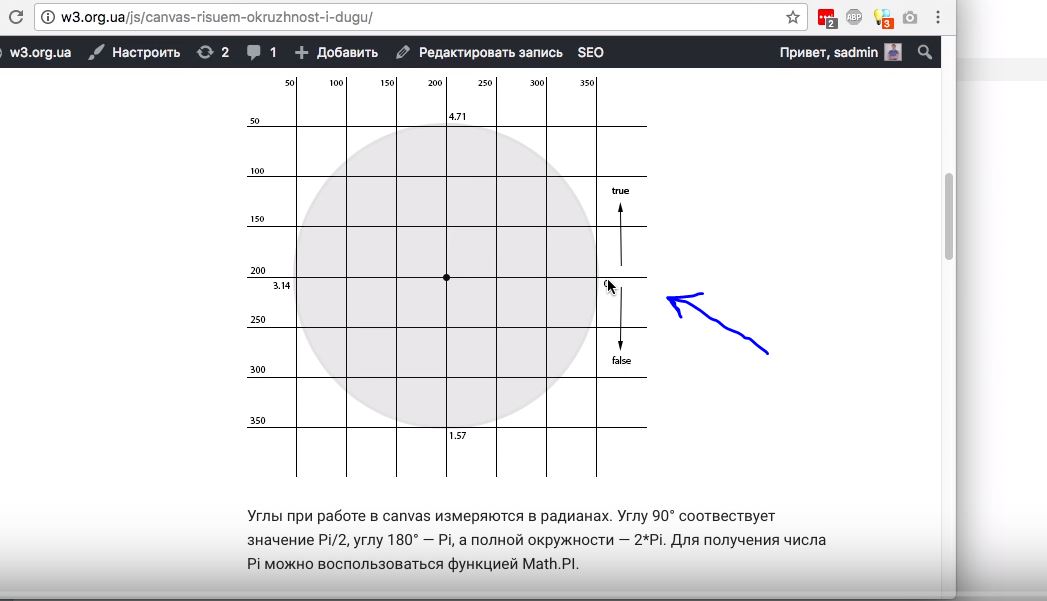 w3.org.ua/js/canvas-risuem-okruzhnost-i-dugu/
ABP
2
3
w3.org.ua Настроить 2 1 Добавить Редактировать запись SEO Привет, sadmin
50 100 150 200 250 300 350
4.71
50
100
true
150
200
3.14
250
false
300
350
1.57
Углы при работе в canvas измеряются в радианах. Углу 90° соотвествует
значение Pi/2, углу 180° — Pi, а полной окружности — 2*Pi. Для получения числа
Pi можно воспользоваться функцией Math.PI.